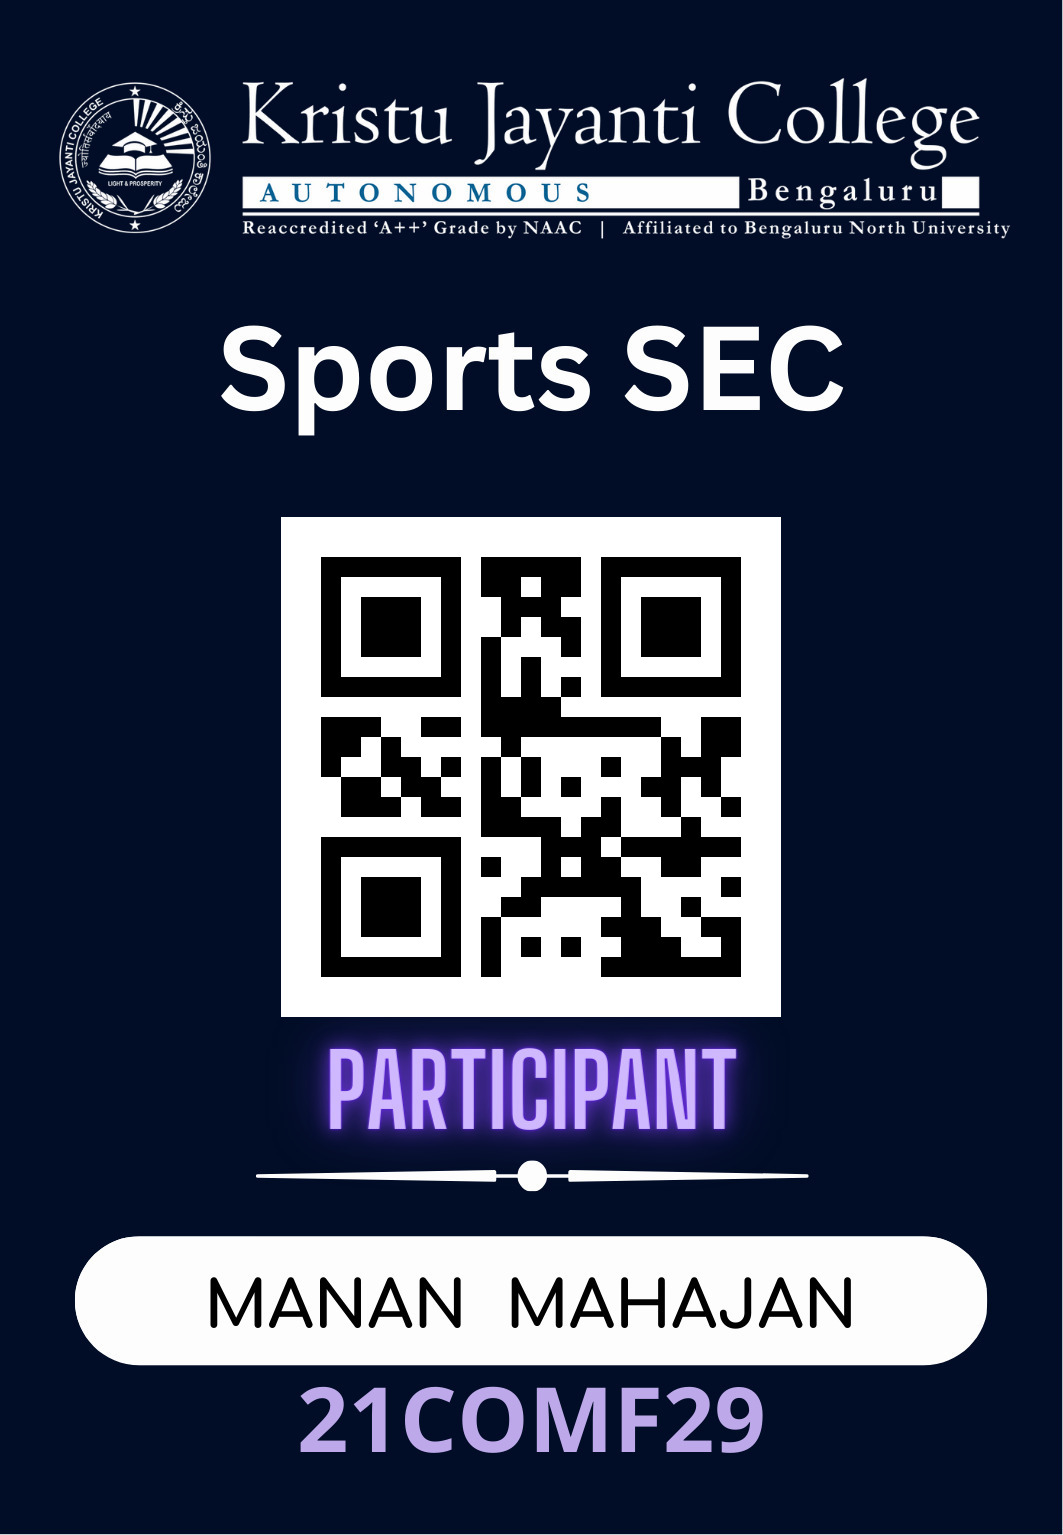 Kristu Jayanti College
AUTONOMOUS Bengaluru
Reaccredited ‘A++’ Grade by NAAC | Affiliated to Bengaluru North University
KRISTU JAYANTI COLLEGE
ಕ್ರಿಸ್ತು ಜಯಂತಿ ಕಾಲೇಜು
LIGHT & PROSPERITY
Sports SEC
PARTICIPANT
MANAN MAHAJAN
21COMF29